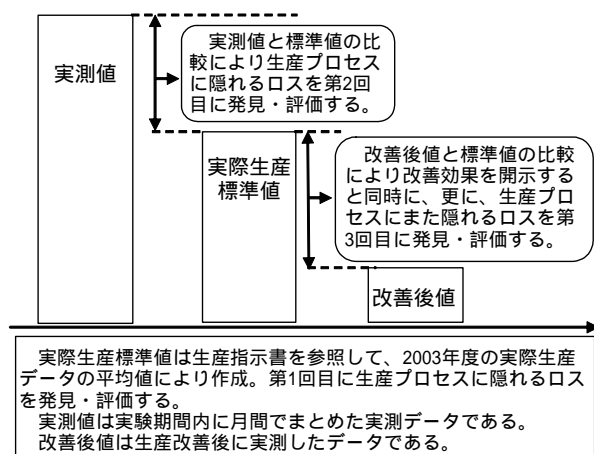 実測値
実測値と標準値の比
較により生産プロセス
に隠れるロスを第2回
目に発見・評価する。
実際生産
標準値
改善後値と標準値の比較
により改善効果を開示する
と同時に、更に、生産プロ
セスにまた隠れるロスを第
3回目に発見・評価する。
改善後値
実際生産標準値は生産指示書を参照して、2003年度の実際生産
データの平均値により作成。第1回目に生産プロセスに隠れるロス
を発見・評価する。
実測値は実験期間内に月間でまとめた実測データである。
改善後値は生産改善後に実測したデータである。